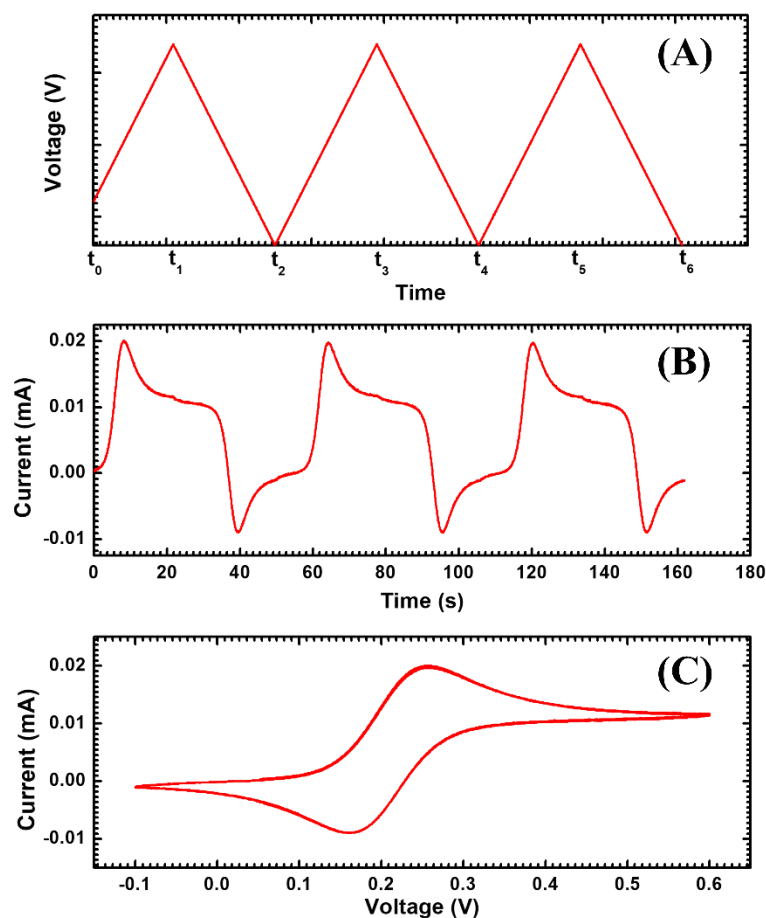 (A)
Voltage (V)
t₀ t₁ t₂ t₃ t₄ t₅ t₆
Time
(B)
Current (mA)
0.02
0.01
0.00
-0.01
0 20 40 60 80 100 120 140 160 180
Time (s)
(C)
Current (mA)
0.02
0.01
0.00
-0.01
-0.1 0.0 0.1 0.2 0.3 0.4 0.5 0.6
Voltage (V)